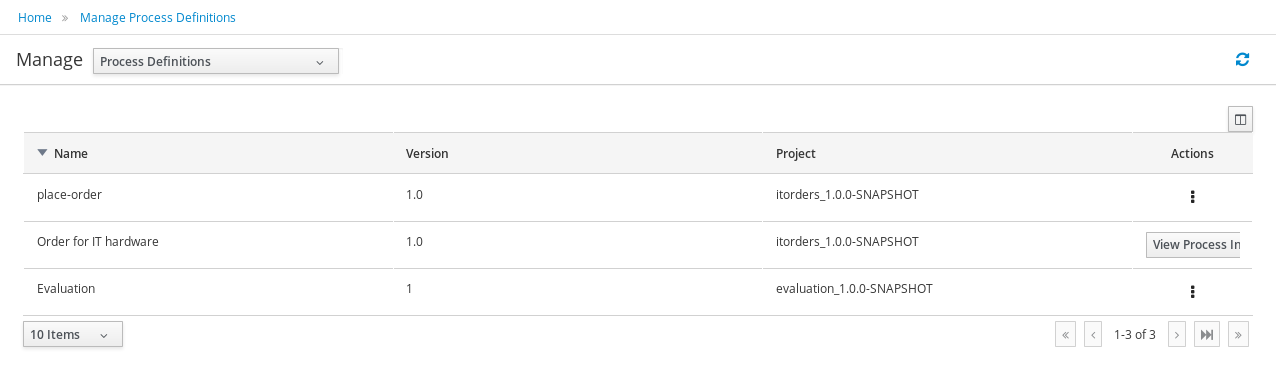 Home » Manage Process Definitions
Manage Process Definitions
Name Version Project Actions
place-order 1.0 itorders_1.0.0-SNAPSHOT
Order for IT hardware 1.0 itorders_1.0.0-SNAPSHOT View Process In
Evaluation 1 evaluation_1.0.0-SNAPSHOT
10 Items « ‹ 1-3 of 3 › »